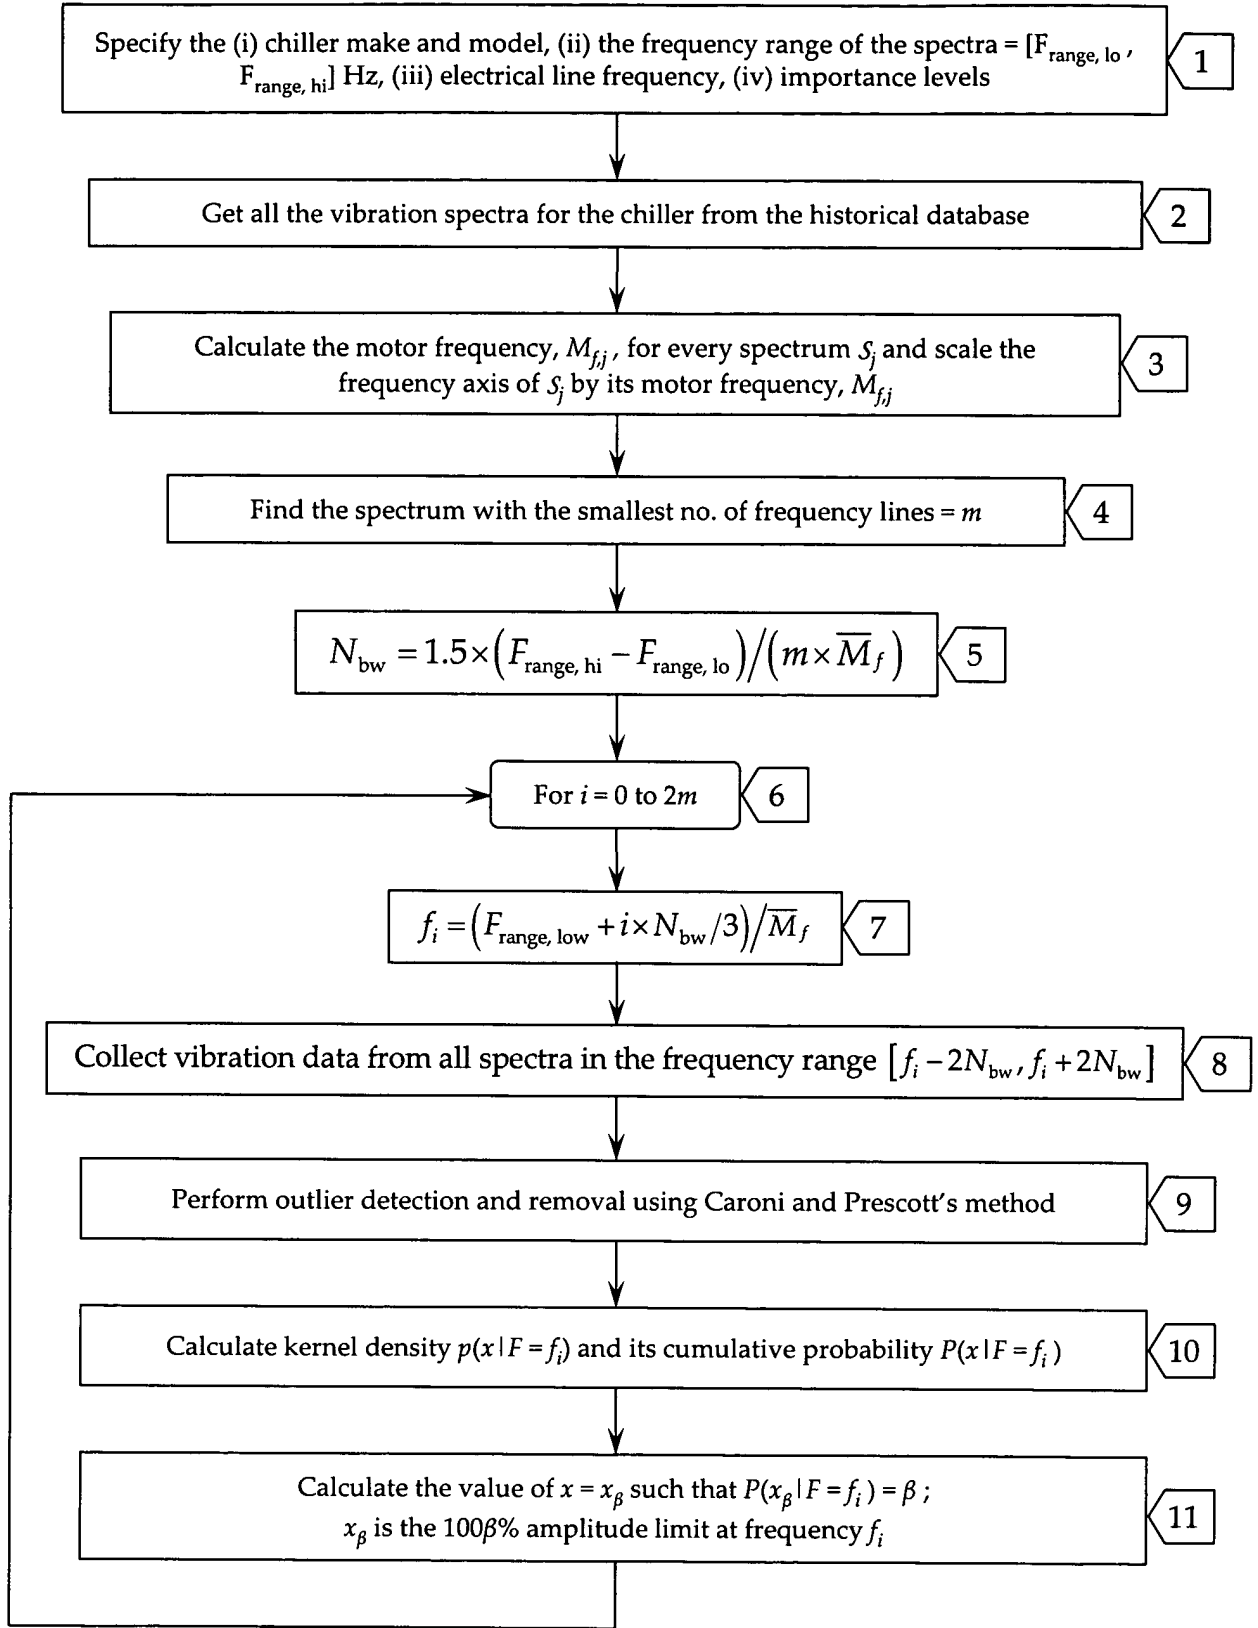 Specify the (i) chiller make and model, (ii) the frequency range of the spectra = [F_range, lo ,
F_range, hi] Hz, (iii) electrical line frequency, (iv) importance levels
1
Get all the vibration spectra for the chiller from the historical database
2
Calculate the motor frequency, M_f,j , for every spectrum S_j and scale the
frequency axis of S_j by its motor frequency, M_f,j
3
Find the spectrum with the smallest no. of frequency lines = m
4
N_bw = 1.5×(F_range, hi − F_range, lo)/(m×M̅_f)
5
For i = 0 to 2m
6
f_i = (F_range, low + i×N_bw/3)/M̅_f
7
Collect vibration data from all spectra in the frequency range [f_i − 2N_bw, f_i + 2N_bw]
8
Perform outlier detection and removal using Caroni and Prescott's method
9
Calculate kernel density p(x|F = f_i) and its cumulative probability P(x|F = f_i)
10
Calculate the value of x = x_β such that P(x_β|F = f_i) = β ;
x_β is the 100β% amplitude limit at frequency f_i
11